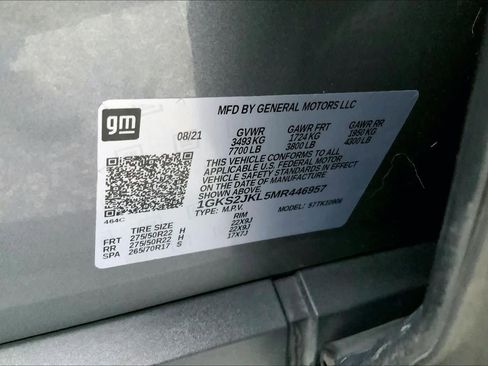 gm
MFD BY GENERAL MOTORS LLC
08/21 GVWR GAWR FRT GAWR RR
3493 KG 1724 KG 1950 KG
7700 LB 3800 LB 4300 LB
THIS VEHICLE CONFORMS TO ALL
APPLICABLE U.S. FEDERAL MOTOR
VEHICLE SAFETY STANDARDS IN EFFECT
ON THE DATE OF MANUFACTURE
SHOWN ABOVE.
1GKS2JKL5MR446957
TYPE: M.P.V.
464C
TIRE SIZE RIM
FRT 275/50R22 H 22X9J
RR 275/50R22 H 22X9J
SPA 265/70R17 S 17X7J